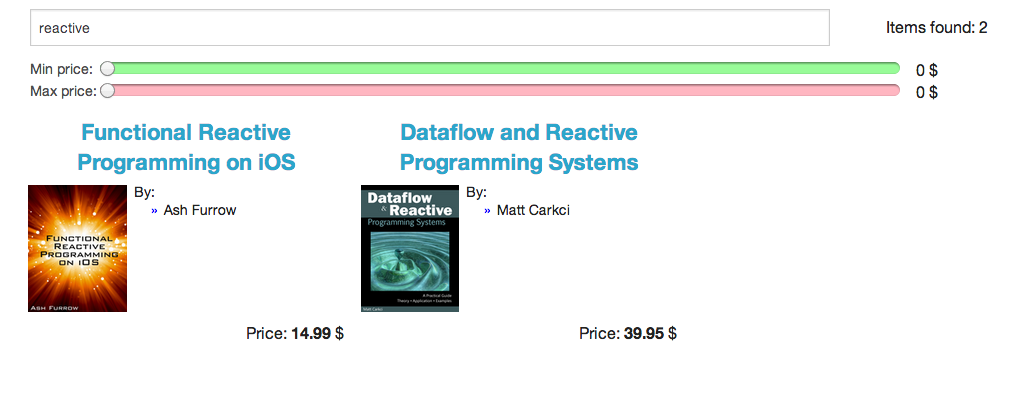 reactive
Items found: 2
Min price: 0 $
Max price: 0 $
Functional Reactive
Programming on iOS
By:
» Ash Furrow
FUNCTIONAL
REACTIVE
PROGRAMMING
ON IOS
ASH FURROW
Price: 14.99 $
Dataflow and Reactive
Programming Systems
By:
» Matt Carkci
Dataflow
& Reactive
Programming Systems
A Practical Guide
Theory • Application • Examples
Matt Carkci
Price: 39.95 $